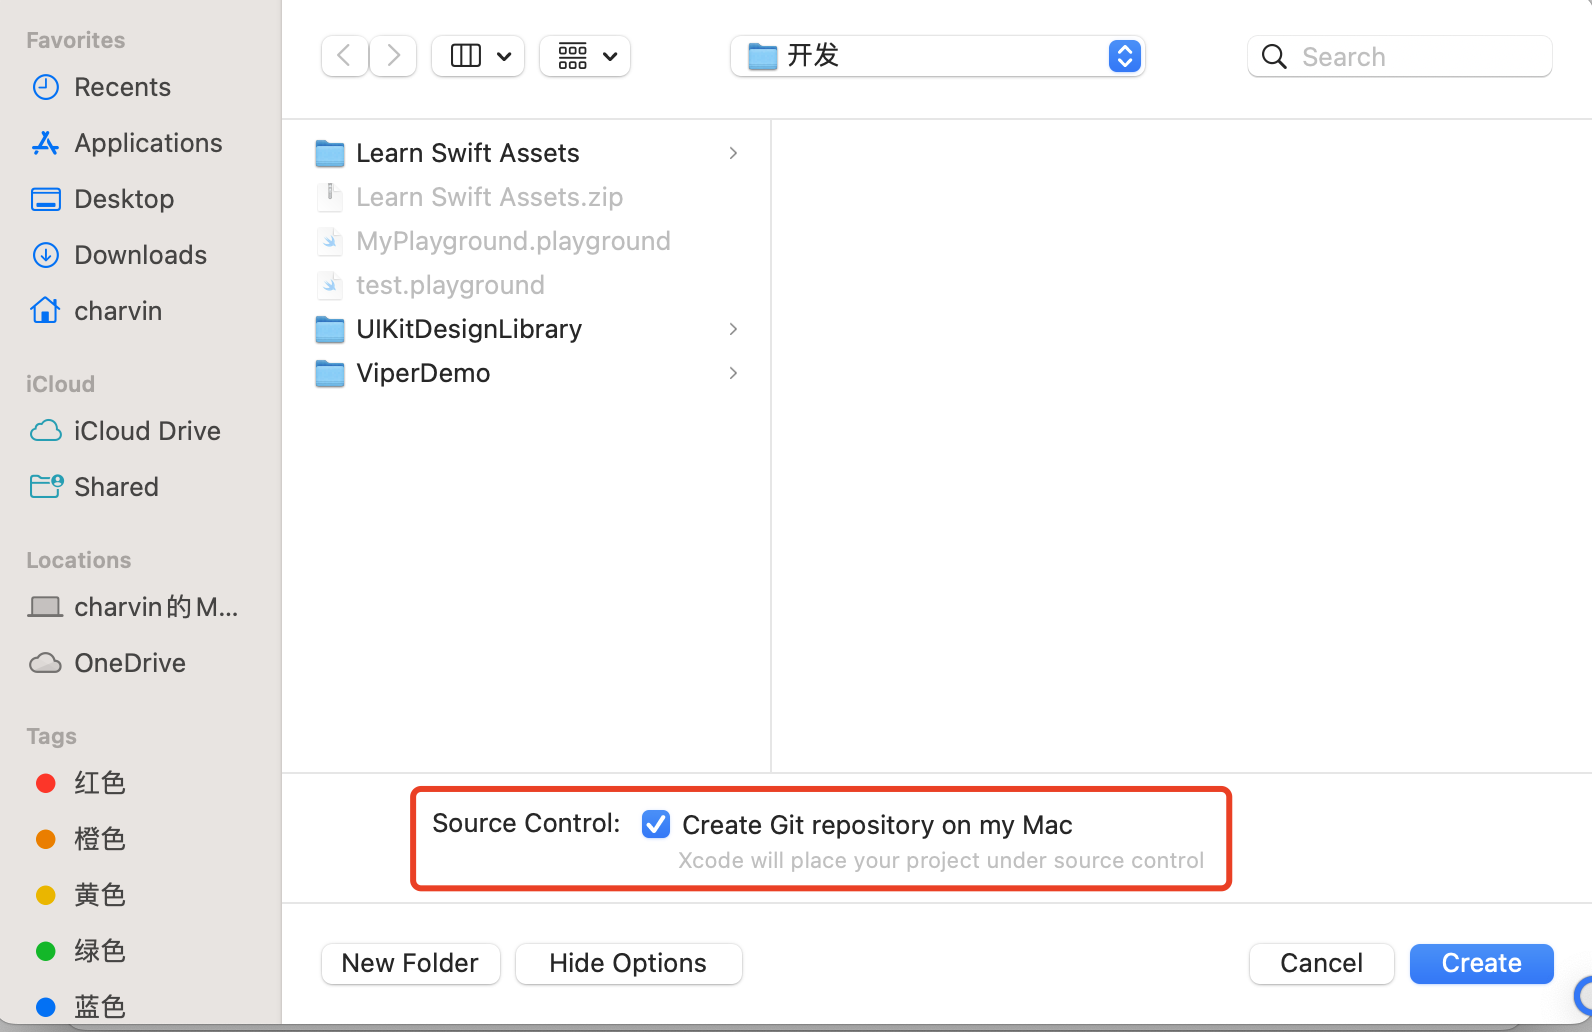 Favorites
Recents
Applications
Desktop
Downloads
charvin
iCloud
iCloud Drive
Shared
Locations
charvin的M...
OneDrive
Tags
红色
橙色
黄色
绿色
蓝色
开发
Search
Learn Swift Assets
Learn Swift Assets.zip
MyPlayground.playground
test.playground
UIKitDesignLibrary
ViperDemo
Source Control: Create Git repository on my Mac
Xcode will place your project under source control
New Folder Hide Options Cancel Create